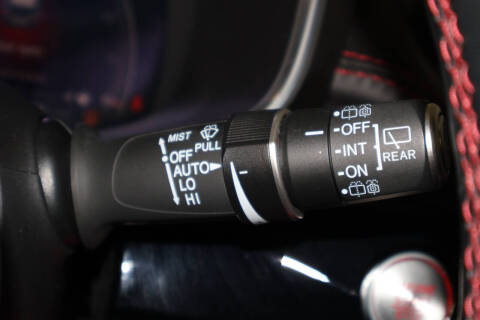 MIST
PULL
OFF
AUTO
LO
HI
OFF
INT
ON
REAR